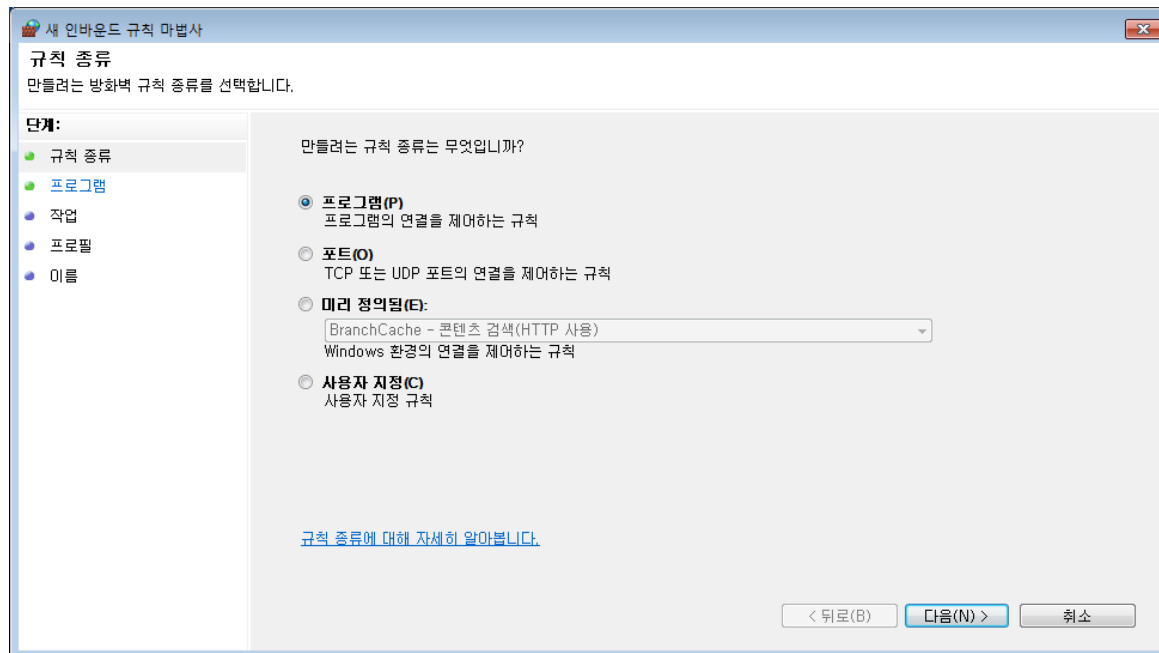 새 인바운드 규칙 마법사
규칙 종류
만들려는 방화벽 규칙 종류를 선택합니다.
단계:
규칙 종류
프로그램
작업
프로필
이름
만들려는 규칙 종류는 무엇입니까?
프로그램(P)
프로그램의 연결을 제어하는 규칙
포트(O)
TCP 또는 UDP 포트의 연결을 제어하는 규칙
미리 정의됨(E):
BranchCache - 콘텐츠 검색(HTTP 사용)
Windows 환경의 연결을 제어하는 규칙
사용자 지정(C)
사용자 지정 규칙
규칙 종류에 대해 자세히 알아봅니다.
< 뒤로(B)
다음(N) >
취소